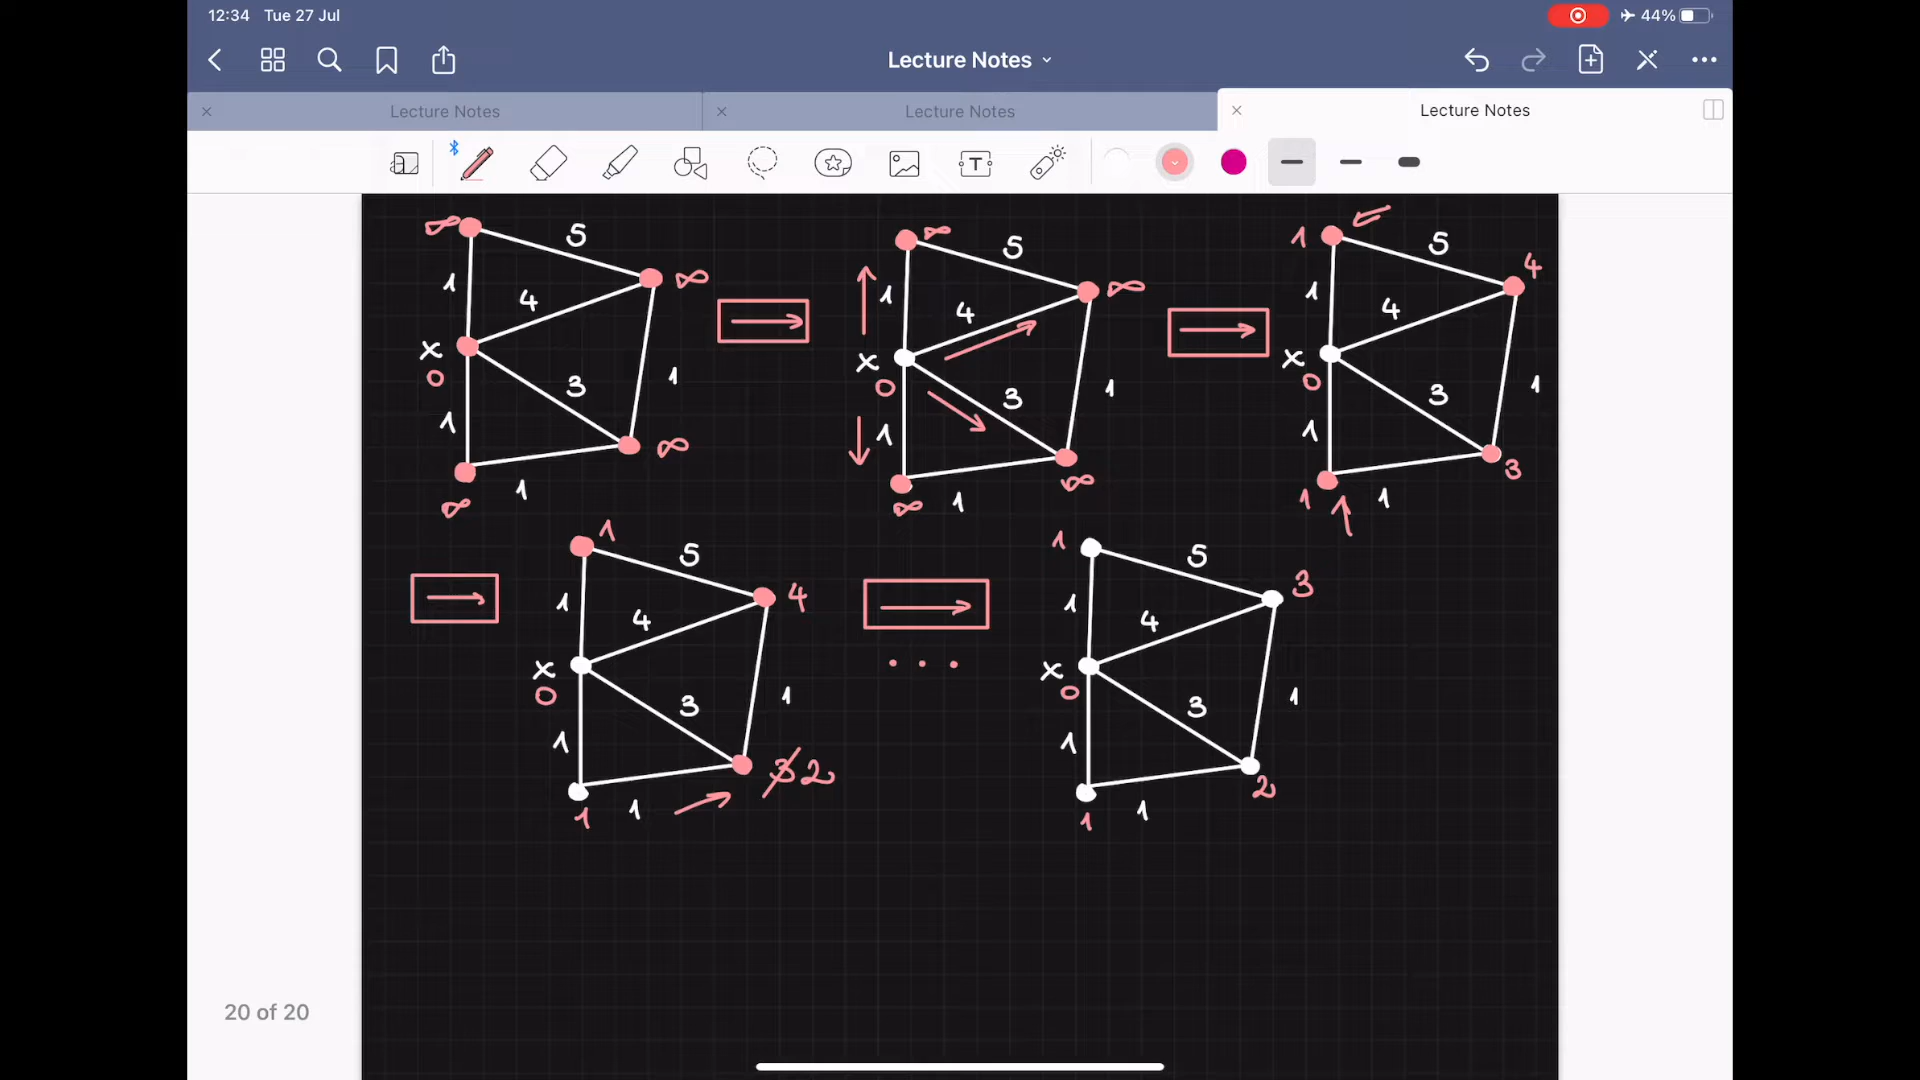 12:34 Tue 27 Jul
44%
Lecture Notes
Lecture Notes
Lecture Notes
Lecture Notes
∞ 5 ∞ 1 4 x 0 3 1 1 ∞ 1 ∞
∞ 5 ∞ 1 4 x 0 3 1 1 ∞ 1 ∞
1 5 4 1 4 x 0 3 1 1 3 1 1
1 5 4 1 4 x 0 3 1 1 3 2 1 1
1 5 3 1 4 x 0 3 1 1 2 1 1
20 of 20